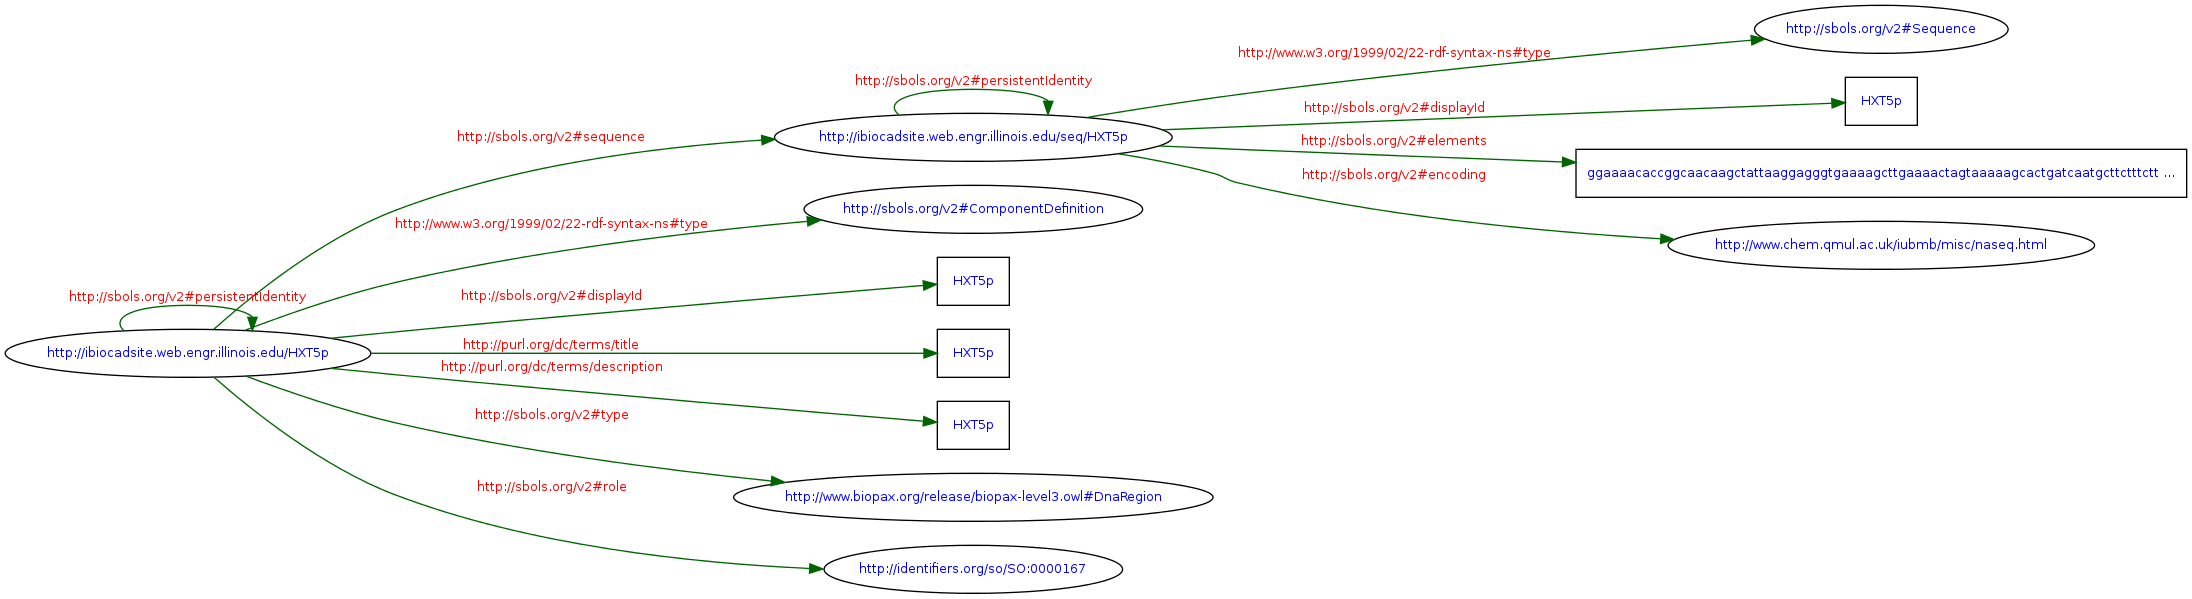 http://sbols.org/v2#Sequence
http://www.w3.org/1999/02/22-rdf-syntax-ns#type
http://sbols.org/v2#persistentIdentity
HXT5p
http://sbols.org/v2#displayId
http://sbols.org/v2#sequence
http://ibiocadsite.web.engr.illinois.edu/seq/HXT5p
http://sbols.org/v2#elements
ggaaaacaccggcaacaagctattaaggagggtgaaaagcttgaaaactagtaaaaagcactgatcaatgcttctttctt ...
http://sbols.org/v2#encoding
http://sbols.org/v2#ComponentDefinition
http://www.w3.org/1999/02/22-rdf-syntax-ns#type
http://www.chem.qmul.ac.uk/iubmb/misc/naseq.html
HXT5p
http://sbols.org/v2#persistentIdentity
http://sbols.org/v2#displayId
http://purl.org/dc/terms/title
http://ibiocadsite.web.engr.illinois.edu/HXT5p
HXT5p
http://purl.org/dc/terms/description
http://sbols.org/v2#type
HXT5p
http://sbols.org/v2#role
http://www.biopax.org/release/biopax-level3.owl#DnaRegion
http://identifiers.org/so/SO:0000167